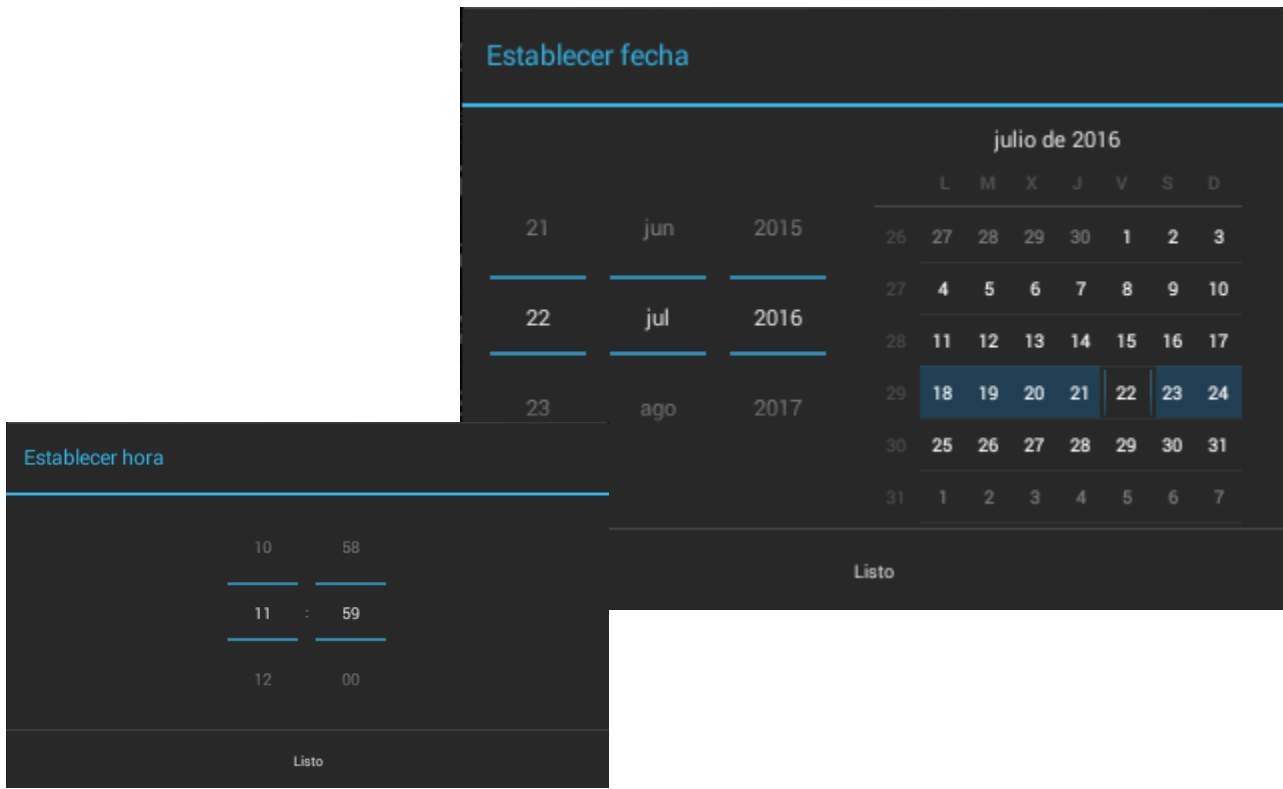 Establecer fecha
21 jun 2015
22 jul 2016
23 ago 2017
julio de 2016
L M X J V S D
26 27 28 29 30 1 2 3
27 4 5 6 7 8 9 10
28 11 12 13 14 15 16 17
29 18 19 20 21 22 23 24
30 25 26 27 28 29 30 31
31 1 2 3 4 5 6 7
Listo
Establecer hora
10 58
11 : 59
12 00
Listo